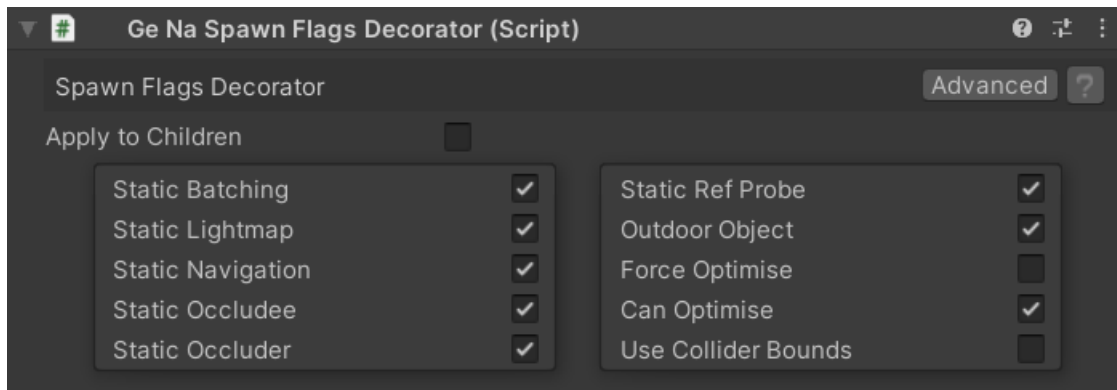 # Ge Na Spawn Flags Decorator (Script) ?
Spawn Flags Decorator Advanced ?
Apply to Children
Static Batching
Static Lightmap
Static Navigation
Static Occludee
Static Occluder
Static Ref Probe
Outdoor Object
Force Optimise
Can Optimise
Use Collider Bounds